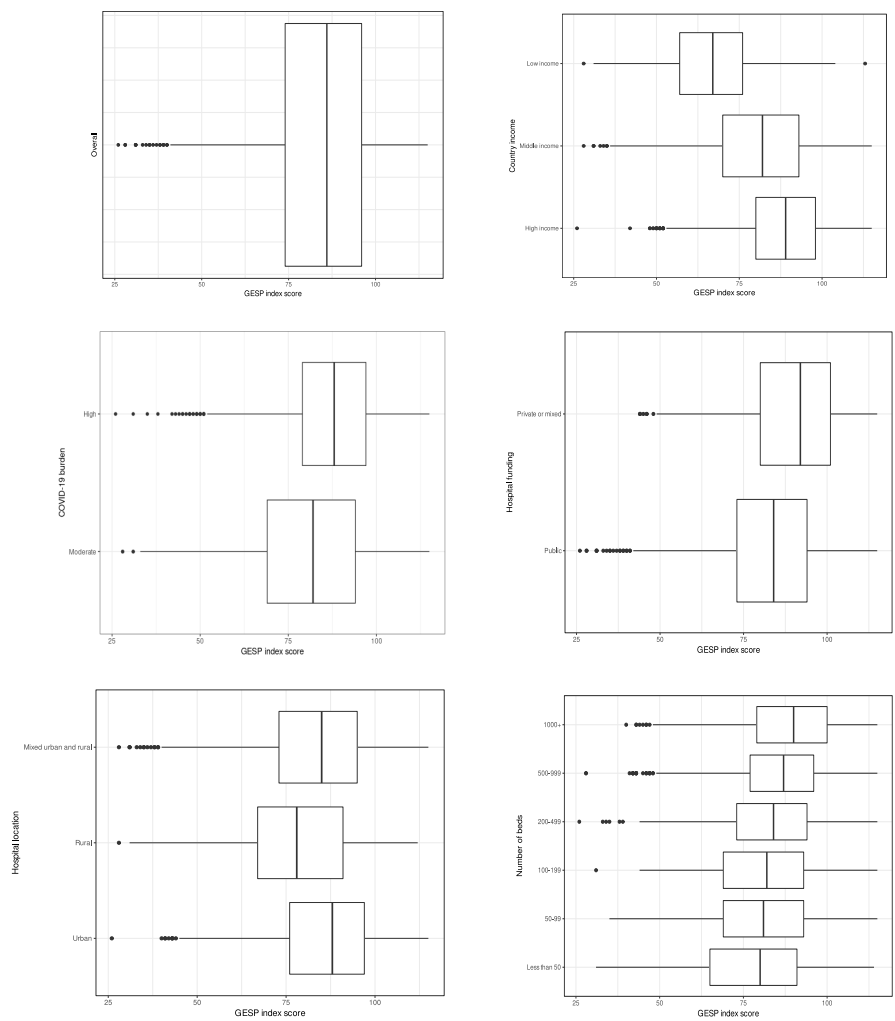 Overall
25 50 75 100
GESP index score
Country income
Low income
Middle income
High income
25 50 75 100
GESP index score
COVID-19 burden
High
Moderate
25 50 75 100
GESP index score
Hospital funding
Private or mixed
Public
25 50 75 100
GESP index score
Hospital location
Mixed urban and rural
Rural
Urban
25 50 75 100
GESP index score
Number of beds
1000+
500-999
200-499
100-199
50-99
Less than 50
25 50 75 100
GESP index score